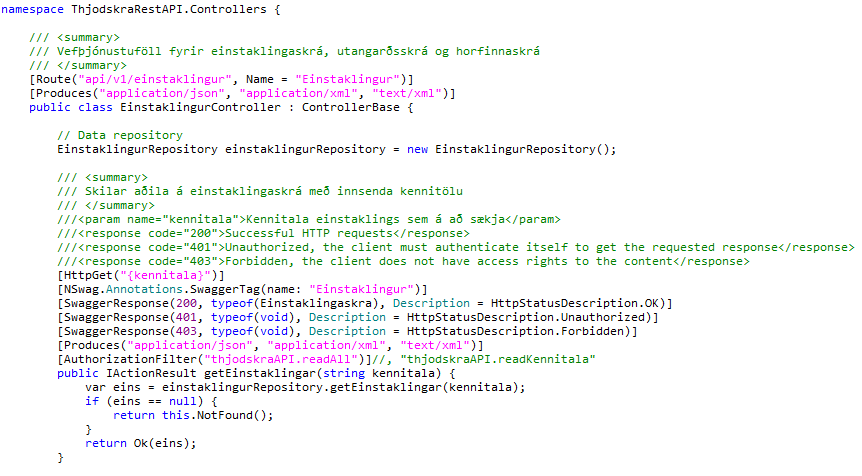 namespace ThjodskraRestAPI.Controllers {
/// <summary>
/// Vefþjónustuföll fyrir einstaklingaskrá, utangarðsskrá og horfinnaskrá
/// </summary>
[Route("api/v1/einstaklingur", Name = "Einstaklingur")]
[Produces("application/json", "application/xml", "text/xml")]
public class EinstaklingurController : ControllerBase {
// Data repository
EinstaklingurRepository einstaklingurRepository = new EinstaklingurRepository();
/// <summary>
/// Skilar aðila á einstaklingaskrá með innsenda kennitölu
/// </summary>
///<param name="kennitala">Kennitala einstaklings sem á að sækja</param>
///<response code="200">Successful HTTP requests</response>
///<response code="401">Unauthorized, the client must authenticate itself to get the requested response</response>
///<response code="403">Forbidden, the client does not have access rights to the content</response>
[HttpGet("{kennitala}")]
[NSwag.Annotations.SwaggerTag(name: "Einstaklingur")]
[SwaggerResponse(200, typeof(Einstaklingaskra), Description = HttpStatusDescription.OK)]
[SwaggerResponse(401, typeof(void), Description = HttpStatusDescription.Unauthorized)]
[SwaggerResponse(403, typeof(void), Description = HttpStatusDescription.Forbidden)]
[Produces("application/json", "application/xml", "text/xml")]
[AuthorizationFilter("thjodskraAPI.readAll")]//, "thjodskraAPI.readKennitala"
public IActionResult getEinstaklingar(string kennitala) {
var eins = einstaklingurRepository.getEinstaklingar(kennitala);
if (eins == null) {
return this.NotFound();
}
return Ok(eins);
}